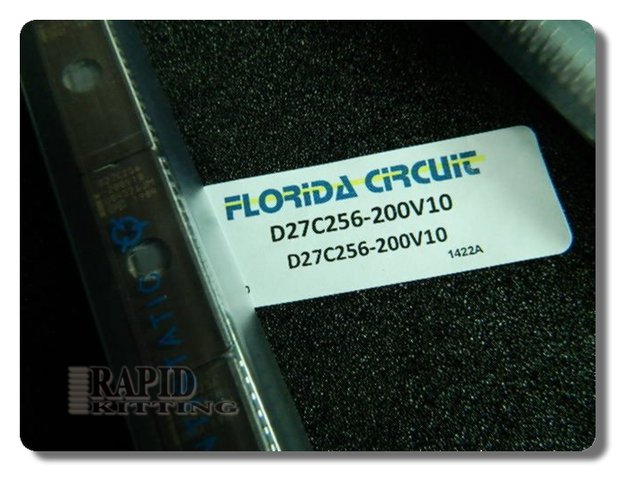 FLORIDA CIRCUIT
D27C256-200V10
D27C256-200V10
1422A
RAPID
KITTING